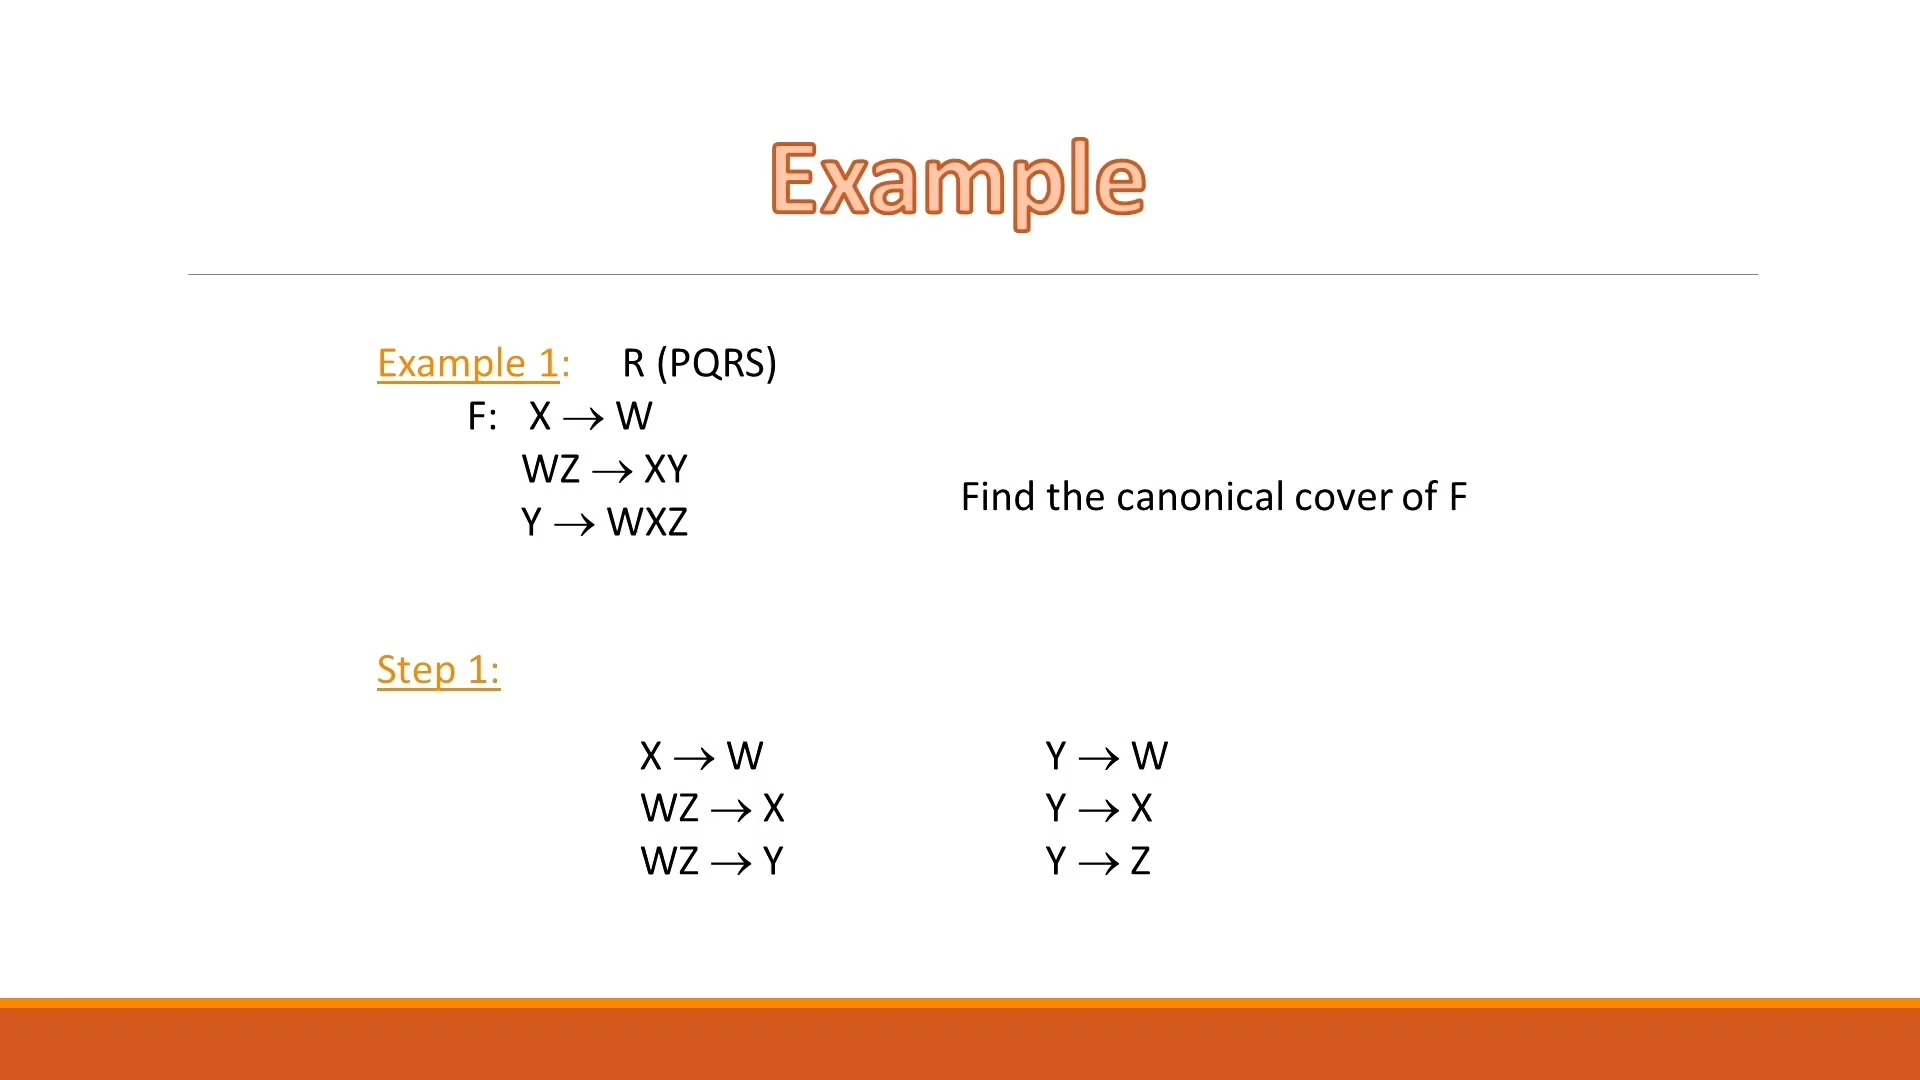 Example
Example 1: R (PQRS)
F: X → W
WZ → XY
Y → WXZ
Find the canonical cover of F
Step 1:
X → W
WZ → X
WZ → Y
Y → W
Y → X
Y → Z